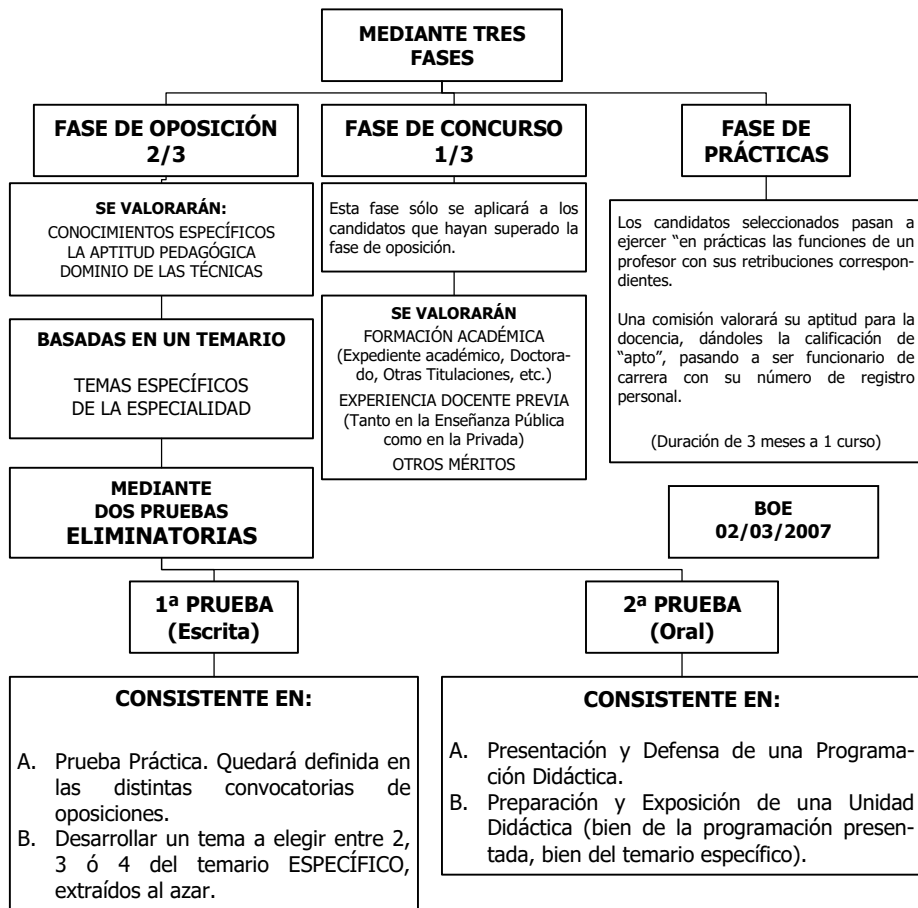 MEDIANTE TRES
FASES
FASE DE OPOSICIÓN
2/3
FASE DE CONCURSO
1/3
FASE DE
PRÁCTICAS
SE VALORARÁN:
CONOCIMIENTOS ESPECÍFICOS
LA APTITUD PEDAGÓGICA
DOMINIO DE LAS TÉCNICAS
Esta fase sólo se aplicará a los
candidatos que hayan superado la
fase de oposición.
Los candidatos seleccionados pasan a
ejercer “en prácticas las funciones de un
profesor con sus retribuciones correspon-
dientes.
Una comisión valorará su aptitud para la
docencia, dándoles la calificación de
“apto”, pasando a ser funcionario de
carrera con su número de registro
personal.
(Duración de 3 meses a 1 curso)
BASADAS EN UN TEMARIO
TEMAS ESPECÍFICOS
DE LA ESPECIALIDAD
SE VALORARÁN
FORMACIÓN ACADÉMICA
(Expediente académico, Doctora-
do, Otras Titulaciones, etc.)
EXPERIENCIA DOCENTE PREVIA
(Tanto en la Enseñanza Pública
como en la Privada)
OTROS MÉRITOS
MEDIANTE
DOS PRUEBAS
ELIMINATORIAS
BOE
02/03/2007
1ª PRUEBA
(Escrita)
2ª PRUEBA
(Oral)
CONSISTENTE EN:
A. Prueba Práctica. Quedará definida en
las distintas convocatorias de
oposiciones.
B. Desarrollar un tema a elegir entre 2,
3 ó 4 del temario ESPECÍFICO,
extraídos al azar.
CONSISTENTE EN:
A. Presentación y Defensa de una Programa-
ción Didáctica.
B. Preparación y Exposición de una Unidad
Didáctica (bien de la programación presen-
tada, bien del temario específico).